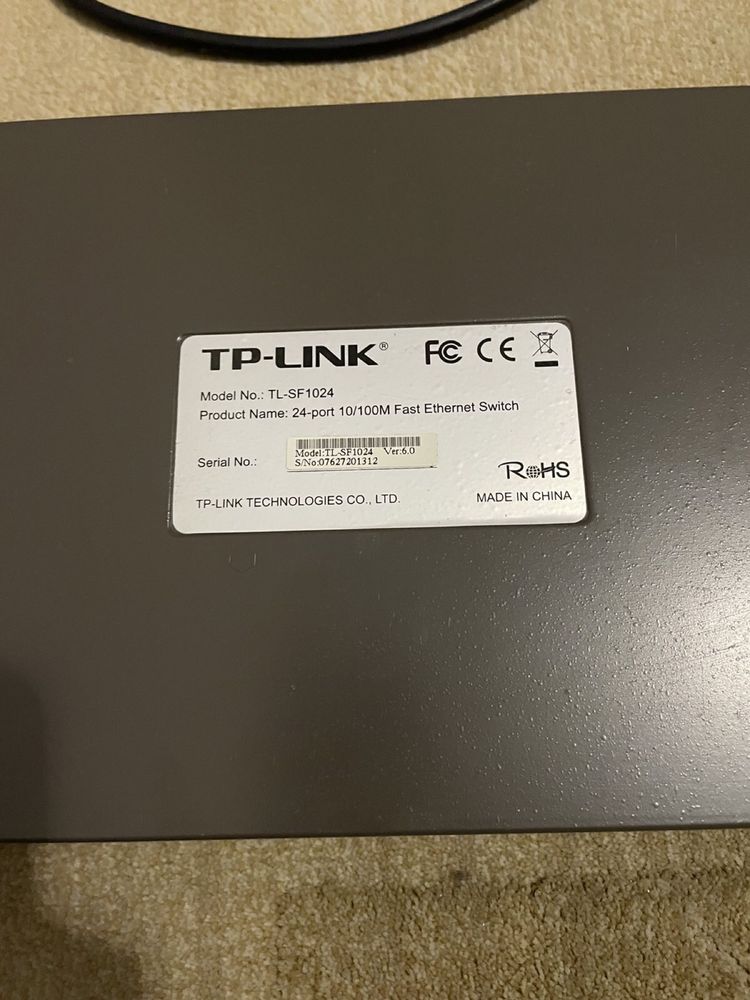 TP-LINK® FC CE
Model No.: TL-SF1024
Product Name: 24-port 10/100M Fast Ethernet Switch
Serial No.:
Model:TL-SF1024 Ver:6.0
S/No:07627201312
RoHS
TP-LINK TECHNOLOGIES CO., LTD.
MADE IN CHINA